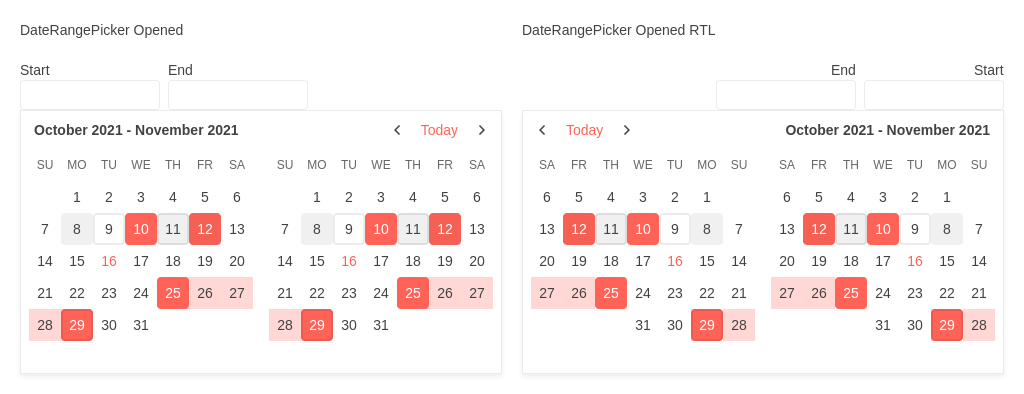 DateRangePicker Opened
Start End
October 2021 - November 2021 Today
SU MO TU WE TH FR SA SU MO TU WE TH FR SA
1 2 3 4 5 6 1 2 3 4 5 6
7 8 9 10 11 12 13 7 8 9 10 11 12 13
14 15 16 17 18 19 20 14 15 16 17 18 19 20
21 22 23 24 25 26 27 21 22 23 24 25 26 27
28 29 30 31 28 29 30 31
DateRangePicker Opened RTL
End Start
Today October 2021 - November 2021
SA FR TH WE TU MO SU SA FR TH WE TU MO SU
6 5 4 3 2 1 6 5 4 3 2 1
13 12 11 10 9 8 7 13 12 11 10 9 8 7
20 19 18 17 16 15 14 20 19 18 17 16 15 14
27 26 25 24 23 22 21 27 26 25 24 23 22 21
31 30 29 28 31 30 29 28